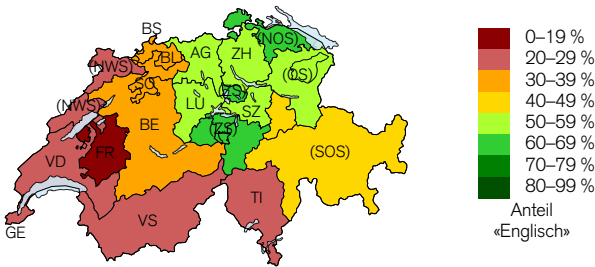 BS
(NWS)
BL
AG
ZH
(NOS)
SO
(ZS)
(OS)
(NWS)
LU
SZ
BE
(ZS)
FR
VD
(SOS)
TI
VS
GE
0–19 %
20–29 %
30–39 %
40–49 %
50–59 %
60–69 %
70–79 %
80–99 %
Anteil
«Englisch»